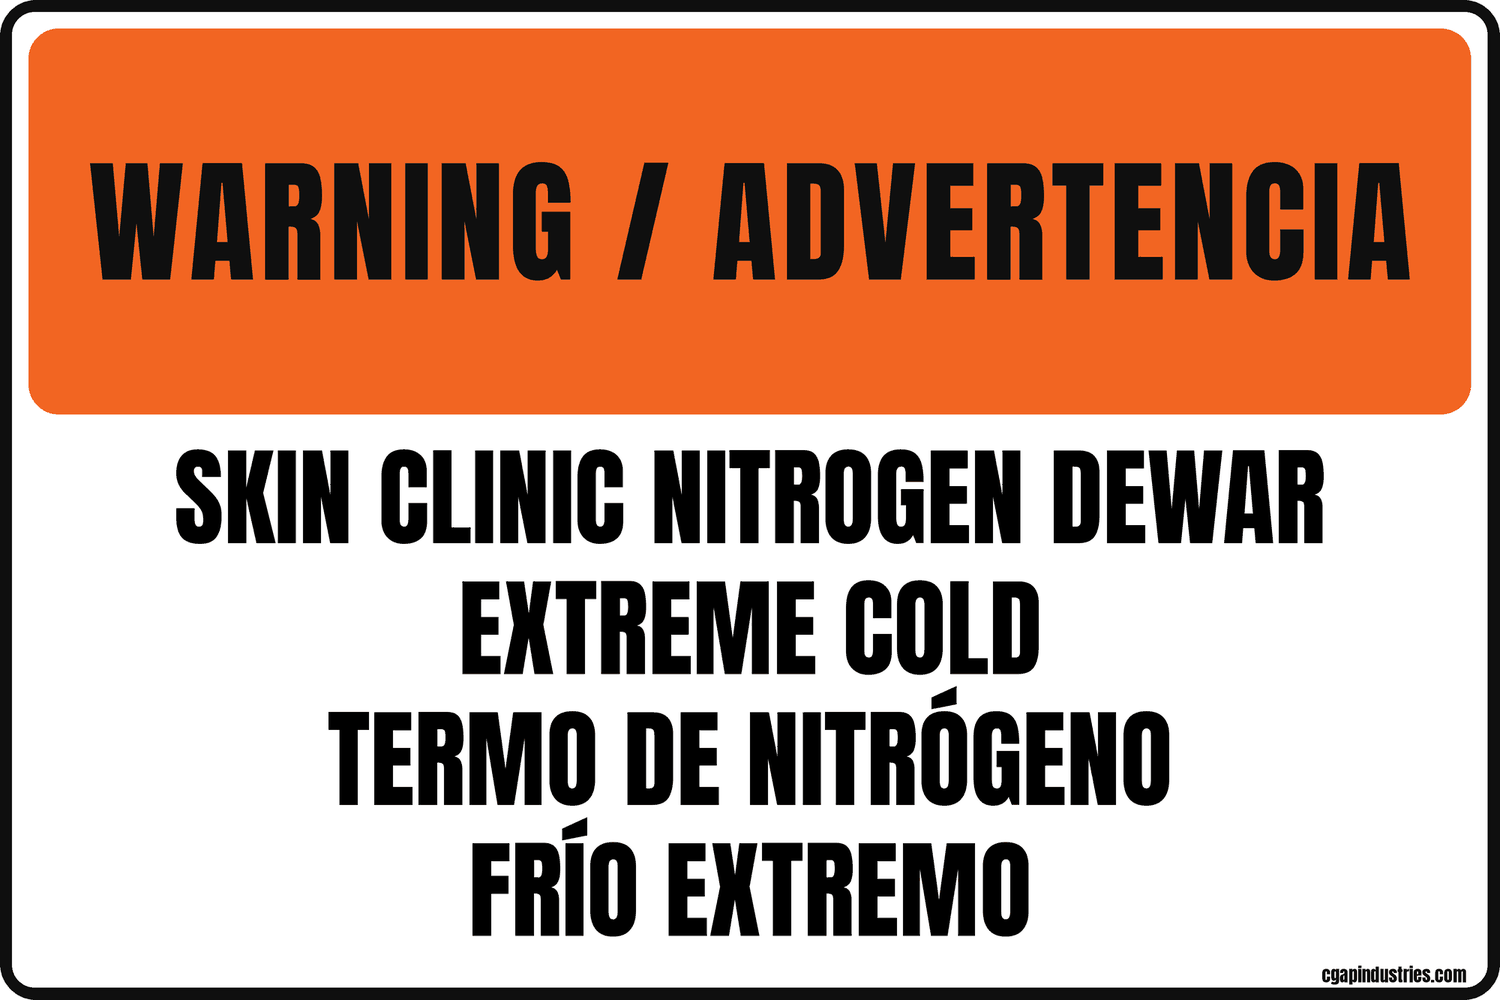 WARNING / ADVERTENCIA
SKIN CLINIC NITROGEN DEWAR
EXTREME COLD
TERMO DE NITRÓGENO
FRÍO EXTREMO
cgapindustries.com